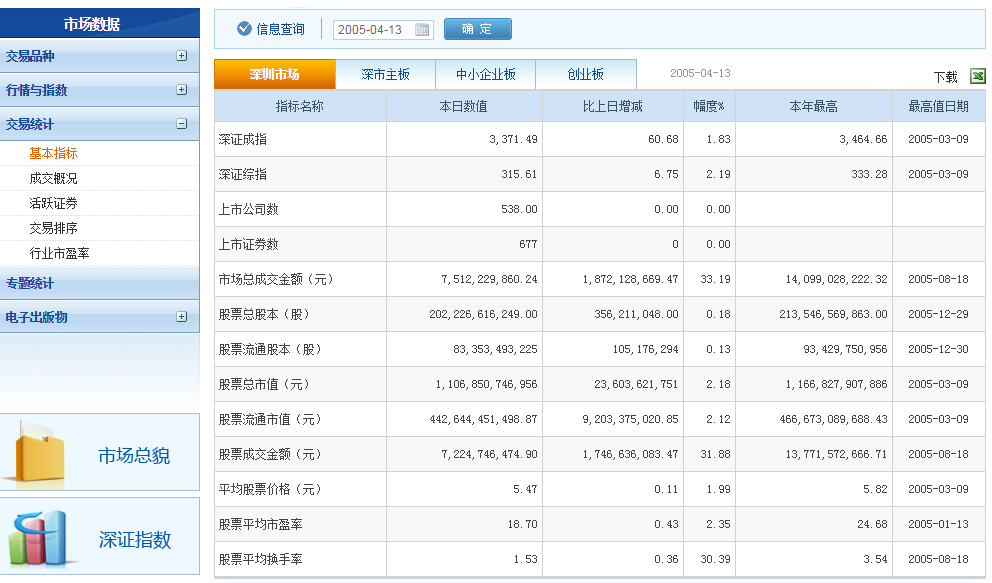 市场数据
交易品种
行情与指数
交易统计
基本指标
成交概况
活跃证券
交易排序
行业市盈率
专题统计
电子出版物
市场总貌
深证指数
信息查询 2005-04-13 确 定
深圳市场 深市主板 中小企业板 创业板 2005-04-13 下载
指标名称 本日数值 比上日增减 幅度% 本年最高 最高值日期
深证成指 3,371.49 60.68 1.83 3,464.66 2005-03-09
深证综指 315.61 6.75 2.19 333.28 2005-03-09
上市公司数 538.00 0.00 0.00
上市证券数 677 0 0.00
市场总成交金额（元） 7,512,229,860.24 1,872,128,669.47 33.19 14,099,028,222.32 2005-08-18
股票总股本（股） 202,226,616,249.00 356,211,048.00 0.18 213,546,569,863.00 2005-12-29
股票流通股本（股） 83,353,493,225 105,176,294 0.13 93,429,750,956 2005-12-30
股票总市值（元） 1,106,850,746,956 23,603,621,751 2.18 1,166,827,907,886 2005-03-09
股票流通市值（元） 442,644,451,498.87 9,203,375,020.85 2.12 466,673,089,688.43 2005-03-09
股票成交金额（元） 7,224,746,474.90 1,746,636,083.47 31.88 13,771,572,666.71 2005-08-18
平均股票价格（元） 5.47 0.11 1.99 5.82 2005-03-09
股票平均市盈率 18.70 0.43 2.35 24.68 2005-01-13
股票平均换手率 1.53 0.36 30.39 3.54 2005-08-18